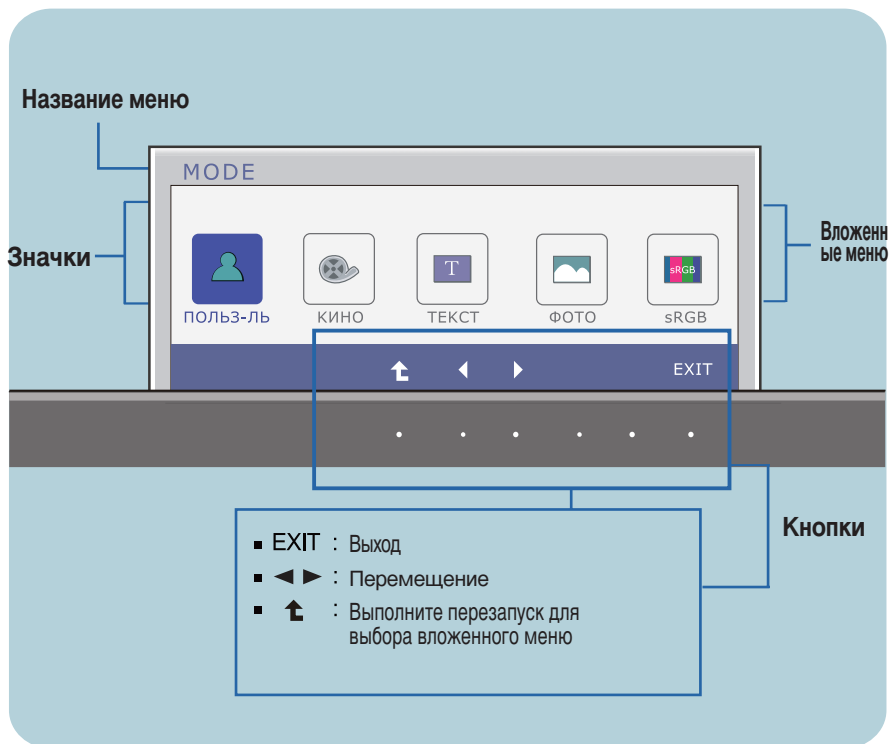 Название меню
MODE
Значки
Вложенн
ые меню
T
sRGB
ПОЛЬЗ-ЛЬ КИНО ТЕКСТ ФОТО sRGB
EXIT
Кнопки
EXIT : Выход
◄ ► : Перемещение
: Выполните перезапуск для
выбора вложенного меню